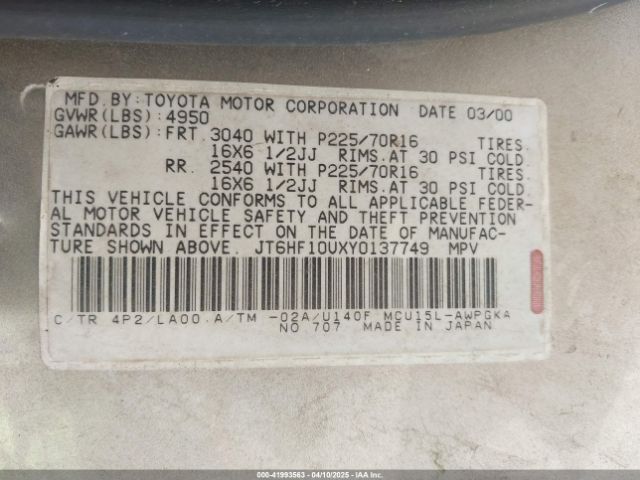 MFD.BY:TOYOTA MOTOR CORPORATION DATE 03/00
GVWR(LBS):4950
GAWR(LBS):FRT. 3040 WITH P225/70R16 TIRES.
16X6 1/2JJ RIMS.AT 30 PSI COLD.
RR. 2540 WITH P225/70R16 TIRES.
16X6 1/2JJ RIMS.AT 30 PSI COLD.
THIS VEHICLE CONFORMS TO ALL APPLICABLE FEDER-
AL MOTOR VEHICLE SAFETY AND THEFT PREVENTION
STANDARDS IN EFFECT ON THE DATE OF MANUFAC-
TURE SHOWN ABOVE. JT6HF10UXY0137749 MPV
C/TR 4P2/LA00 A/TM -02A/U140F MCU15L-AWPGKA
NO 707 MADE IN JAPAN
000-41993563 - 04/10/2025 - IAA Inc.